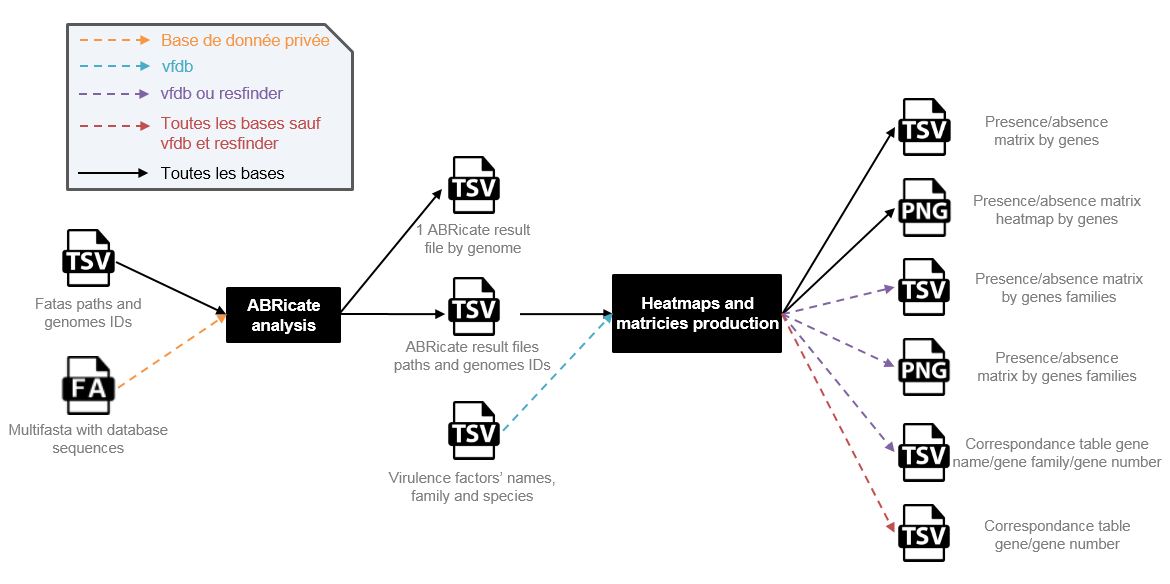 Base de donnée privée
vfdb
vfdb ou resfinder
Toutes les bases sauf
vfdb et resfinder
Toutes les bases
TSV
Fatas paths and
genomes IDs
FA
Multifasta with database
sequences
ABRicate
analysis
TSV
1 ABRicate result
file by genome
TSV
ABRicate result files
paths and genomes IDs
TSV
Virulence factors' names,
family and species
Heatmaps and
matricies production
TSV
Presence/absence
matrix by genes
PNG
Presence/absence matrix
heatmap by genes
TSV
Presence/absence matrix
by genes families
PNG
Presence/absence
matrix by genes families
TSV
Correspondance table gene
name/gene family/gene number
TSV
Correspondance table
gene/gene number